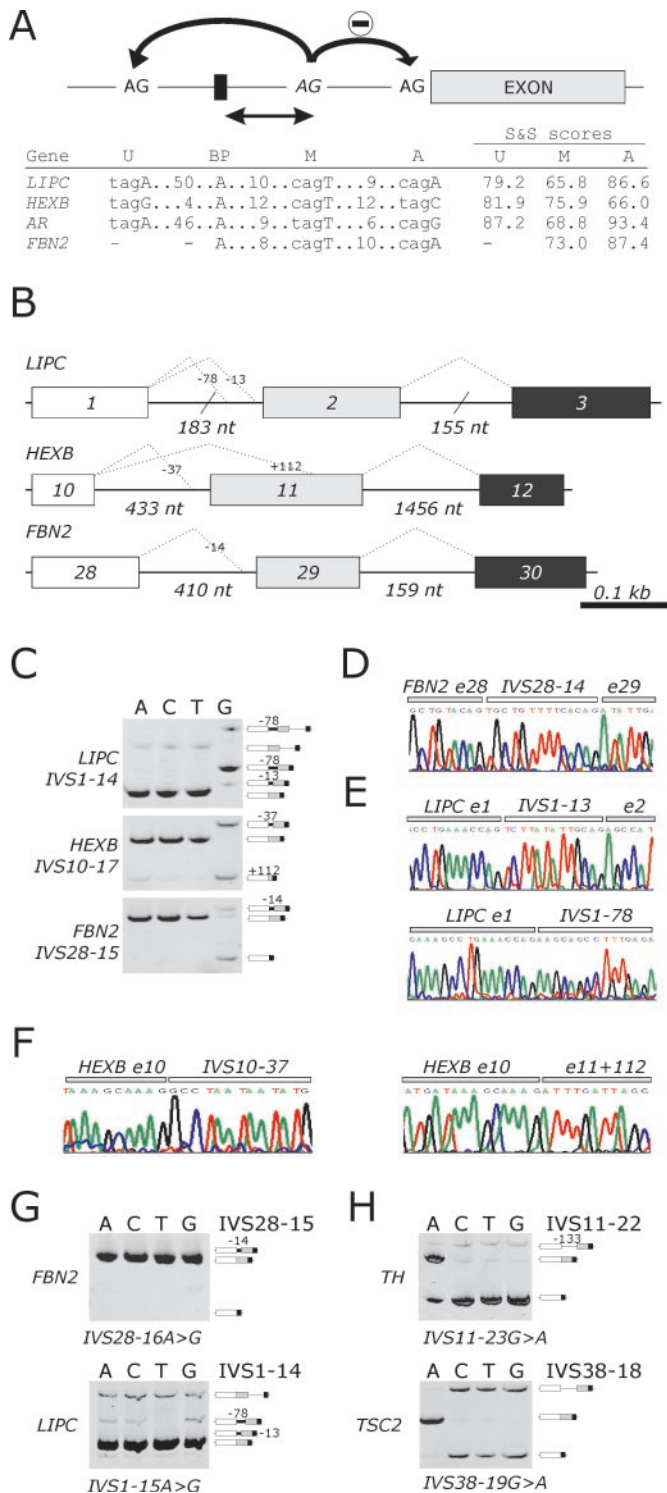 A
AG
AG
AG
EXON
S&S scores
Gene U BP M A U M A
LIPC tagA..50..A..10..cagT...9..cagA 79.2 65.8 86.6
HEXB tagG...4..A..12..cagT..12..tagC 81.9 75.9 66.0
AR tagA..46..A...9..tagT...6..cagG 87.2 68.8 93.4
FBN2 - - A...8..cagT..10..cagA - 73.0 87.4
B
LIPC
-78
-13
1
2
3
183 nt
155 nt
HEXB
-37
+112
10
11
12
433 nt
1456 nt
FBN2
-14
28
29
30
410 nt
159 nt
0.1 kb
C
A C T G
LIPC
IVS1-14
-78
-78
-13
HEXB
IVS10-17
-37
+112
FBN2
IVS28-15
-14
D
FBN2 e28 IVS28-14 e29
GCTGTACAGTGCTGTTTTCACAGATATTGA
E
LIPC e1 IVS1-13 e2
LIPC e1 IVS1-78
F
HEXB e10 IVS10-37
TAAAGCAAAGGCCTAATAATATG
HEXB e10 e11+112
ATGATAAAGCAAAGATTTGATTAGC
G
A C T G IVS28-15
FBN2
-14
IVS28-16A>G
A C T G IVS1-14
LIPC
-78
-13
IVS1-15A>G
H
A C T G IVS11-22
TH
-133
IVS11-23G>A
A C T G IVS38-18
TSC2
IVS38-19G>A